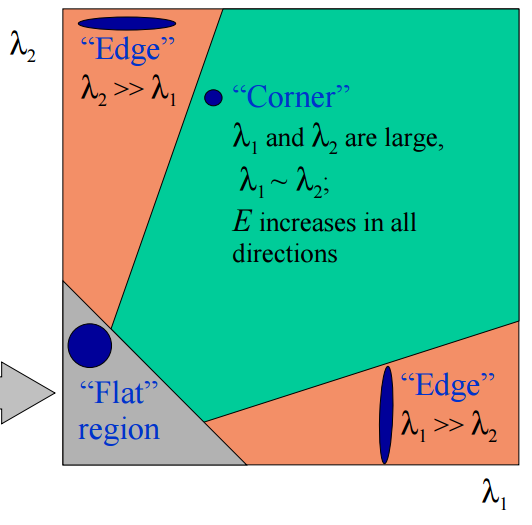 λ₂
“Edge”
λ₂ >> λ₁
“Corner”
λ₁ and λ₂ are large,
λ₁ ~ λ₂;
E increases in all
directions
“Flat”
region
“Edge”
λ₁ >> λ₂
λ₁